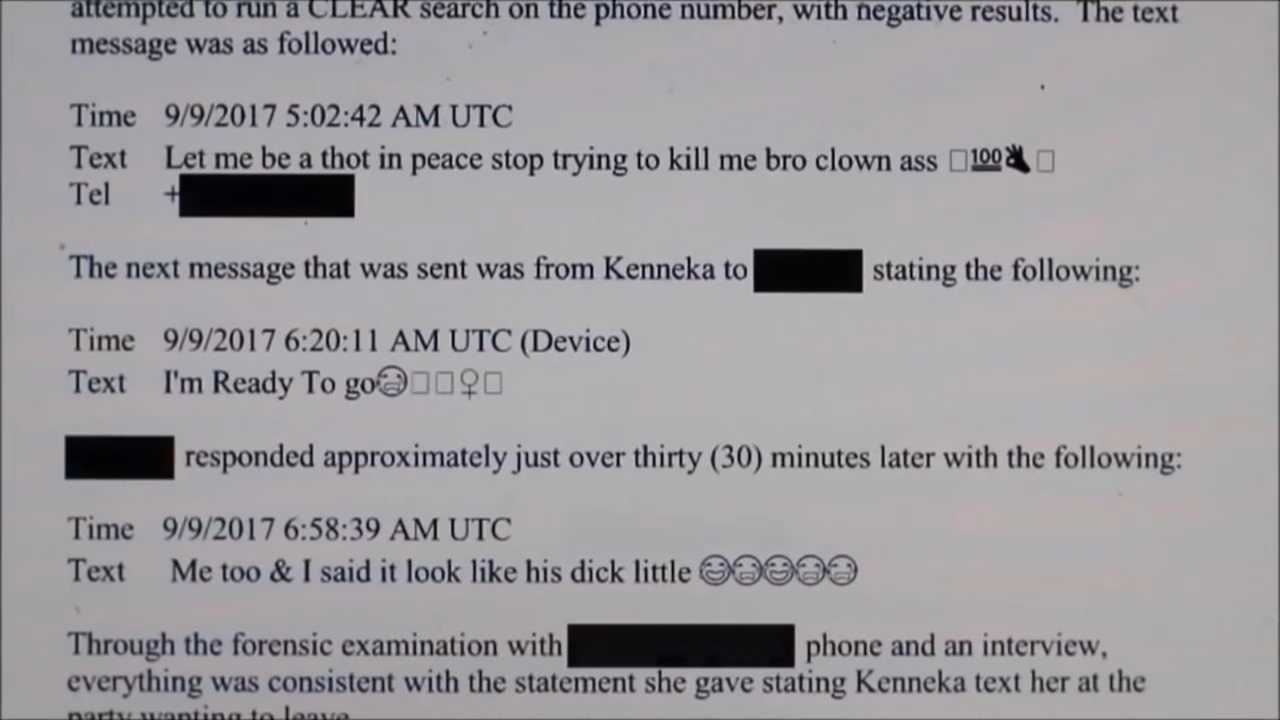 attempted to run a CLEAR search on the phone number, with negative results. The text
message was as followed:
Time 9/9/2017 5:02:42 AM UTC
Text Let me be a thot in peace stop trying to kill me bro clown ass □💯 □
Tel +
The next message that was sent was from Kenneka to stating the following:
Time 9/9/2017 6:20:11 AM UTC (Device)
Text I'm Ready To go😢□□♀□
responded approximately just over thirty (30) minutes later with the following:
Time 9/9/2017 6:58:39 AM UTC
Text Me too & I said it look like his dick little 😂😂😂😂😂
Through the forensic examination with phone and an interview,
everything was consistent with the statement she gave stating Kenneka text her at the
party wanting to leave